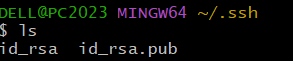 DELL@PC2023 MINGW64 ~/.ssh
$ ls
id_rsa  id_rsa.pub